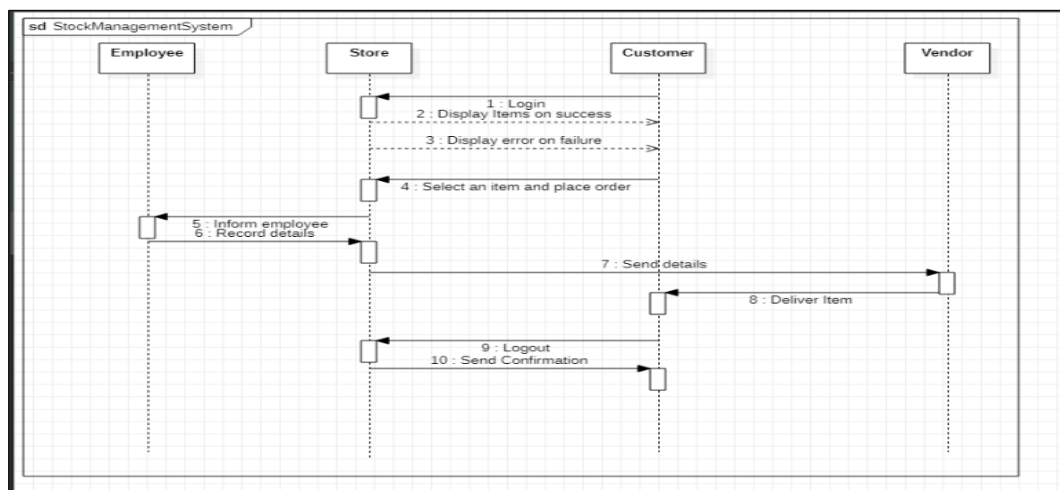 sd StockManagementSystem
Employee Store Customer Vendor
1 : Login
2 : Display Items on success
3 : Display error on failure
4 : Select an item and place order
5 : Inform employee
6 : Record details
7 : Send details
8 : Deliver Item
9 : Logout
10 : Send Confirmation